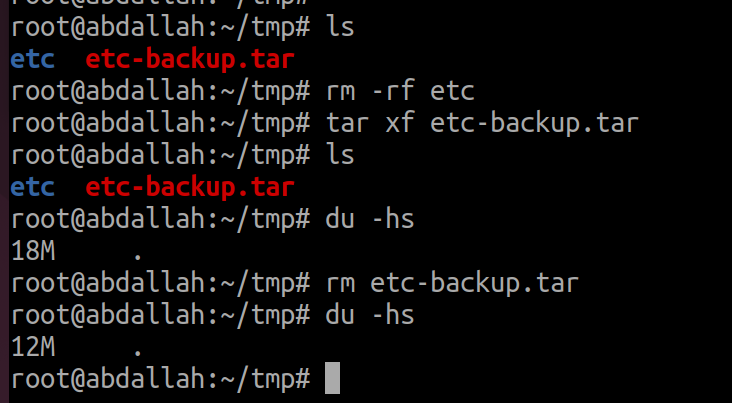 root@abdallah:~/tmp# ls
etc  etc-backup.tar
root@abdallah:~/tmp# rm -rf etc
root@abdallah:~/tmp# tar xf etc-backup.tar
root@abdallah:~/tmp# ls
etc  etc-backup.tar
root@abdallah:~/tmp# du -hs
18M     .
root@abdallah:~/tmp# rm etc-backup.tar
root@abdallah:~/tmp# du -hs
12M     .
root@abdallah:~/tmp#